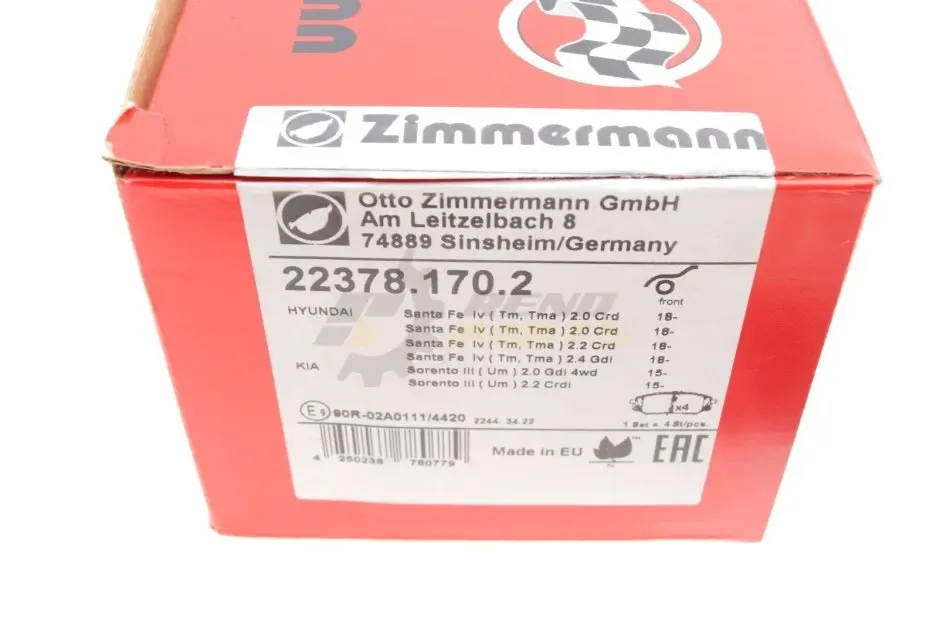 Zimmermann
Otto Zimmermann GmbH
Am Leitzelbach 8
74889 Sinsheim/Germany
22378.170.2
front
HYUNDAI Santa Fe Iv ( Tm, Tma ) 2.0 Crd 18-
Santa Fe Iv ( Tm, Tma ) 2.0 Crd 18-
Santa Fe Iv ( Tm, Tma ) 2.2 Crd 18-
Santa Fe Iv ( Tm, Tma ) 2.4 Gdi 18-
KIA Sorento III ( Um ) 2.0 Gdi 4wd 15-
Sorento III ( Um ) 2.2 Crdi 15-
x4
E9 90R-02A0111/4420 2244 34.22 1 Set = 4 St/pcs.
4 250238 780779
Made in EU
N
EAC